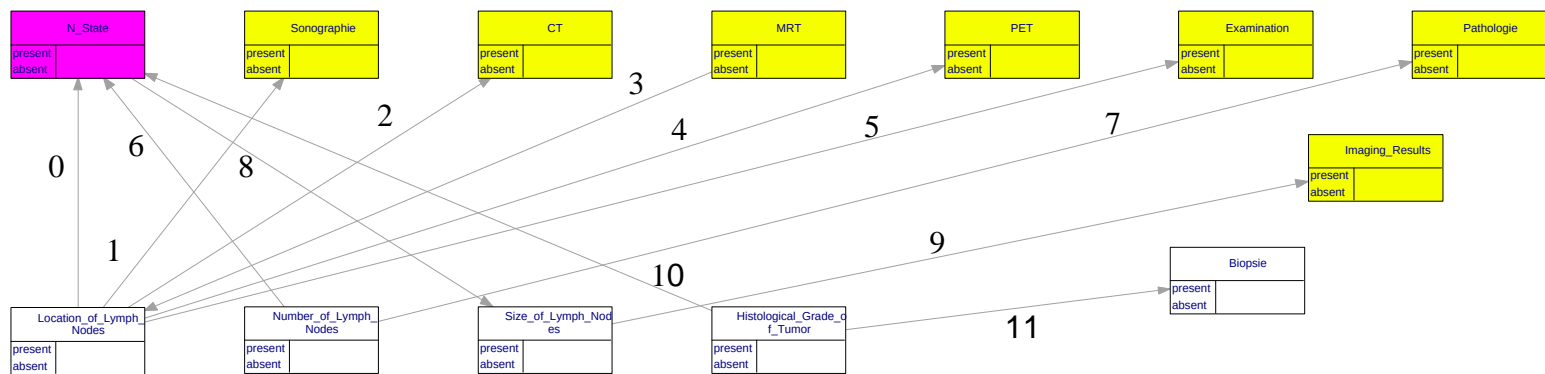 N_State
present
absent
Sonographie
present
absent
CT
present
absent
MRT
present
absent
PET
present
absent
Examination
present
absent
Pathologie
present
absent
0
6
1
8
2
3
4
5
7
Imaging_Results
present
absent
9
10
11
Biopsie
present
absent
Location_of_Lymph_
Nodes
present
absent
Number_of_Lymph_
Nodes
present
absent
Size_of_Lymph_Nod
es
present
absent
Histological_Grade_o
f_Tumor
present
absent